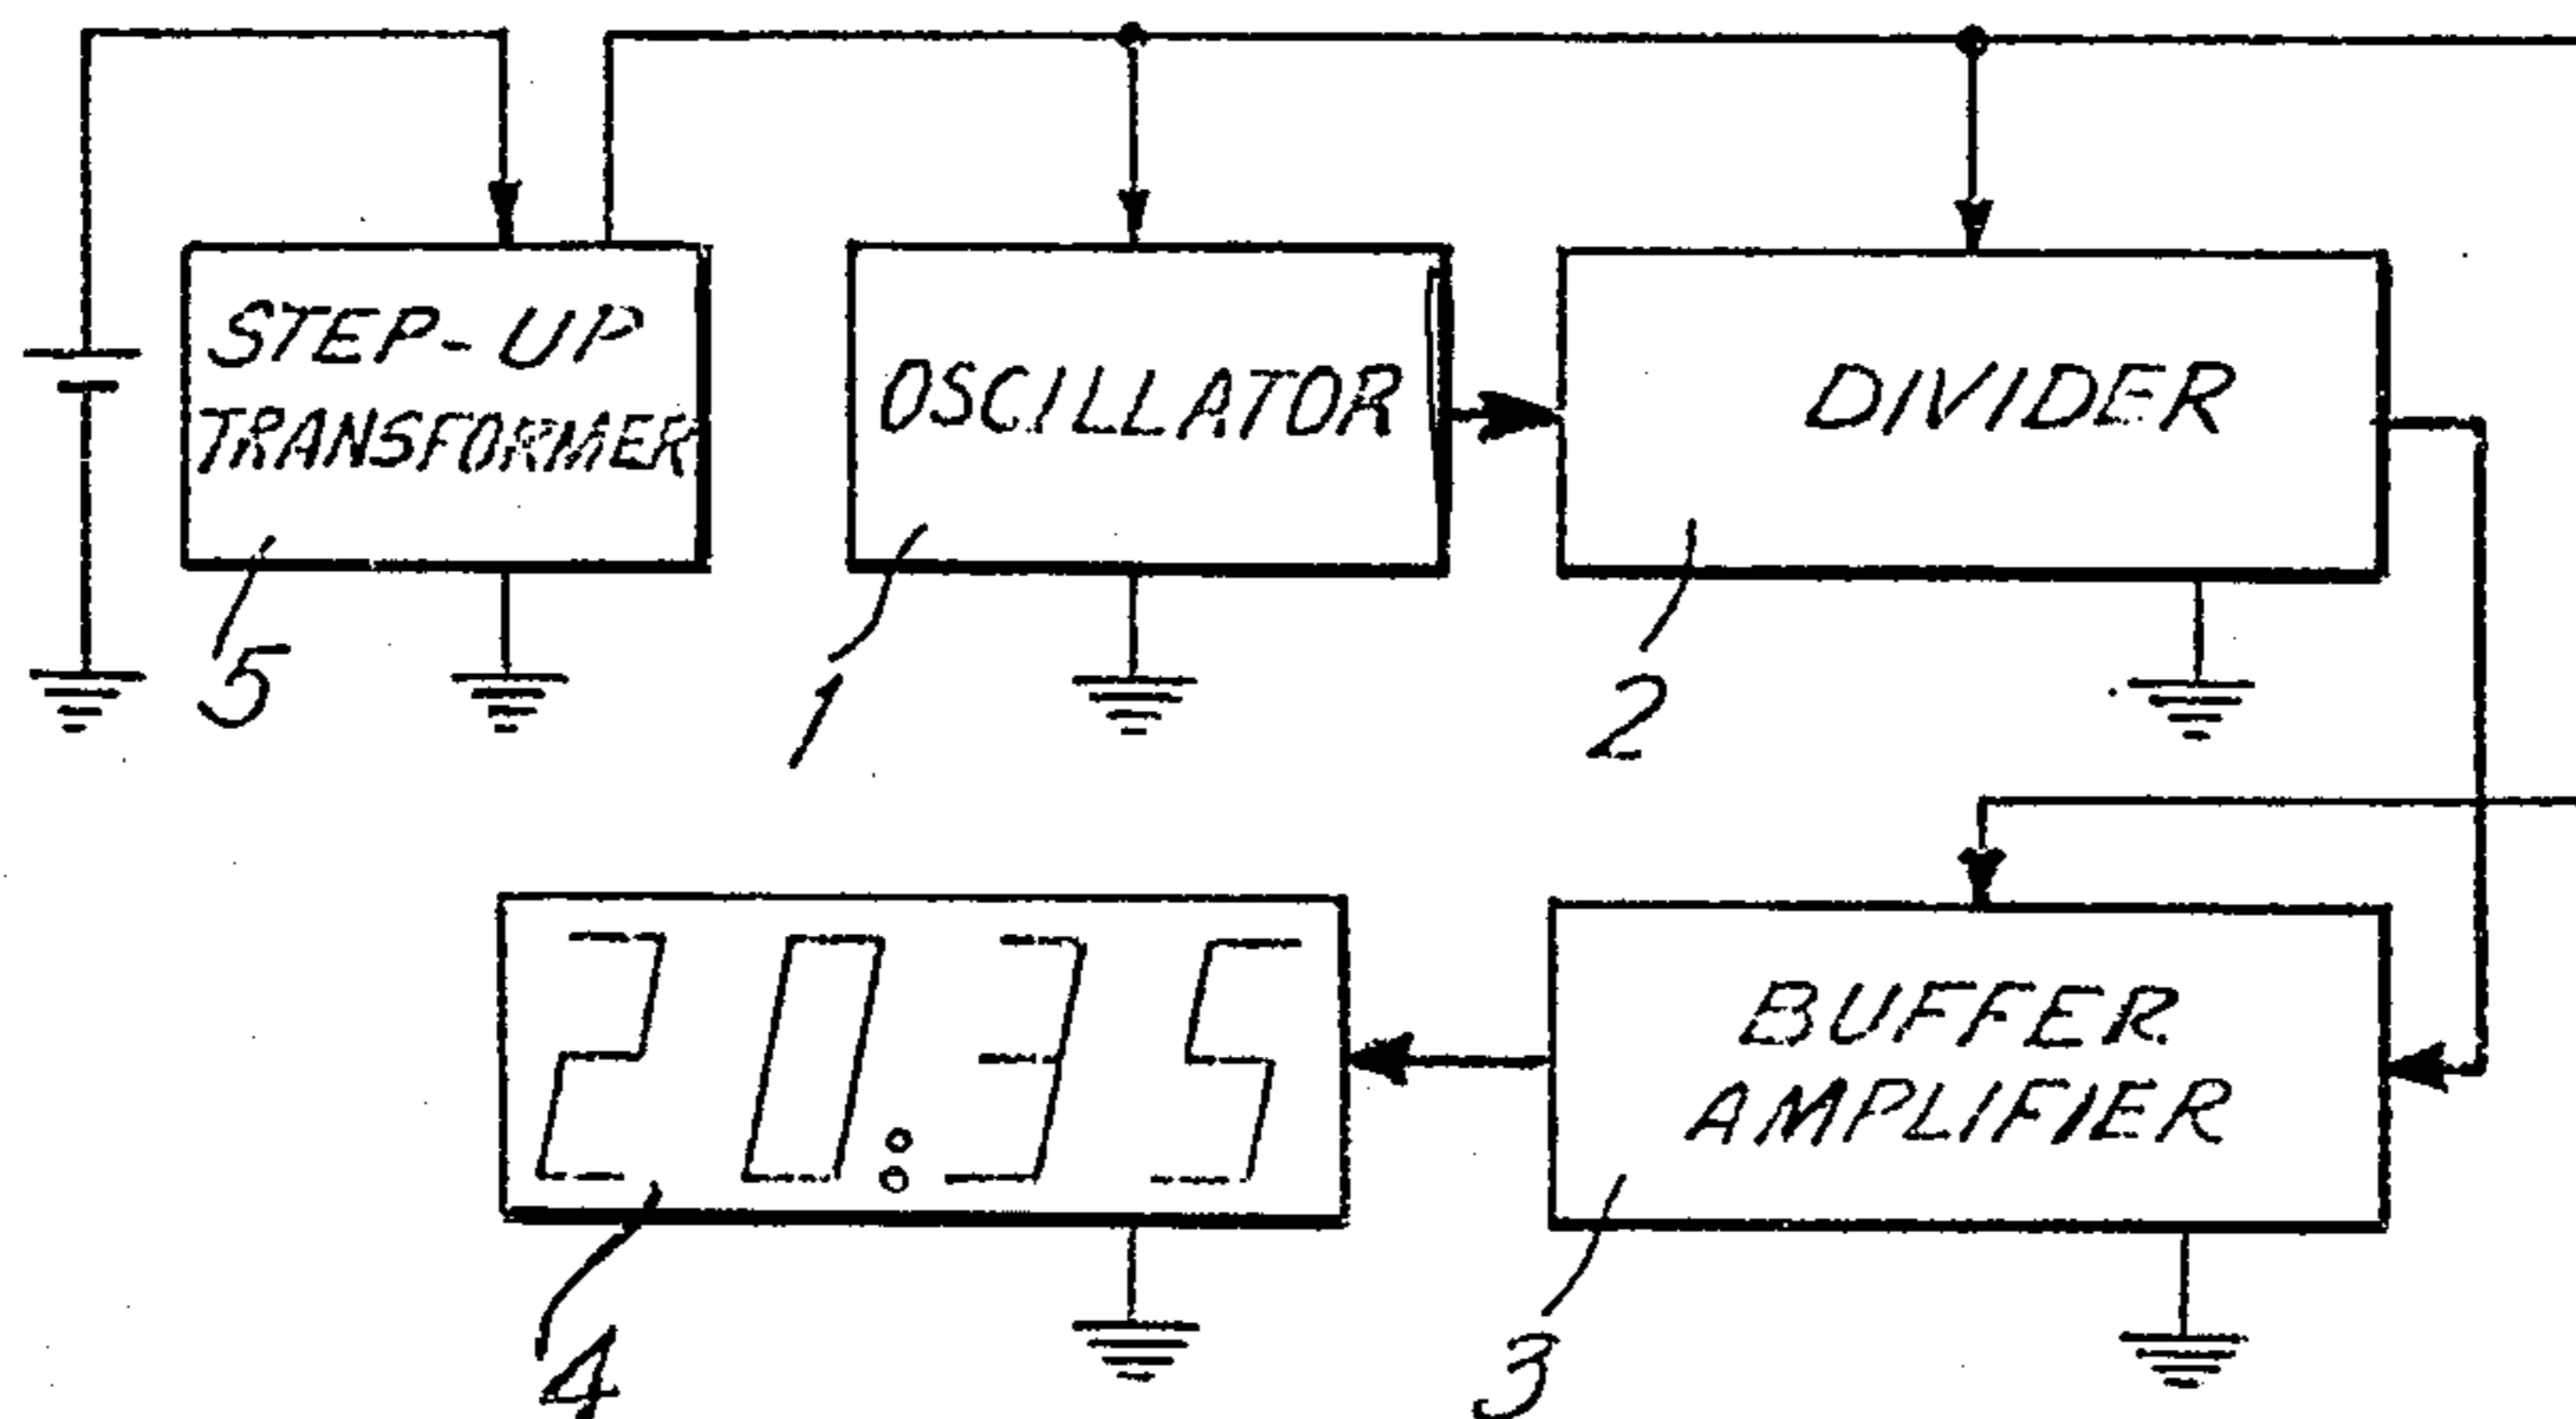 STEP-UP
TRANSFORMER
OSCILLATOR
DIVIDER
5
1
2
20:35
BUFFER
AMPLIFIER
4
3